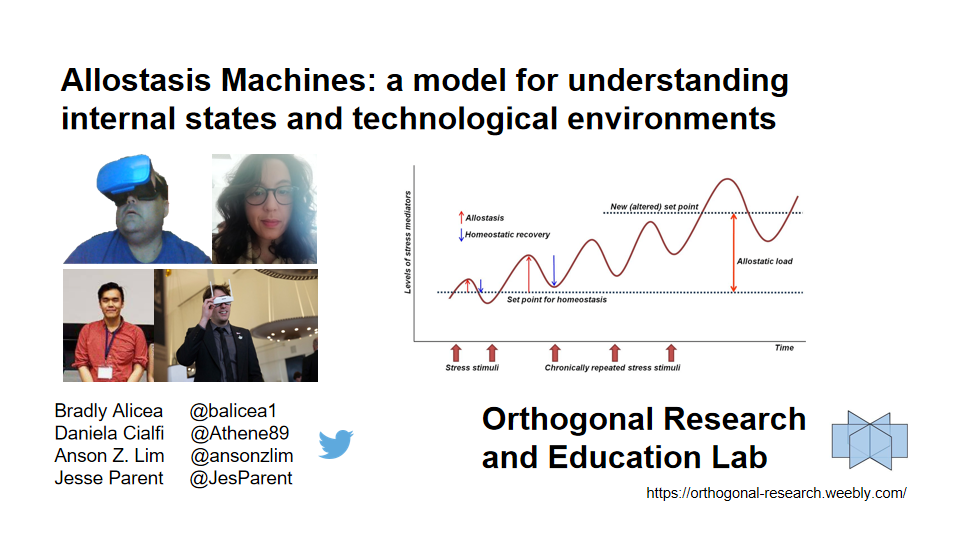 Allostasis Machines: a model for understanding
internal states and technological environments
Levels of stress mediators
Allostasis
Homeostatic recovery
New (altered) set point
Allostatic load
Set point for homeostasis
Time
Stress stimuli
Chronically repeated stress stimuli
Bradly Alicea @balicea1
Daniela Cialfi @Athene89
Anson Z. Lim @ansonzlim
Jesse Parent @JesParent
Orthogonal Research
and Education Lab
https://orthogonal-research.weebly.com/